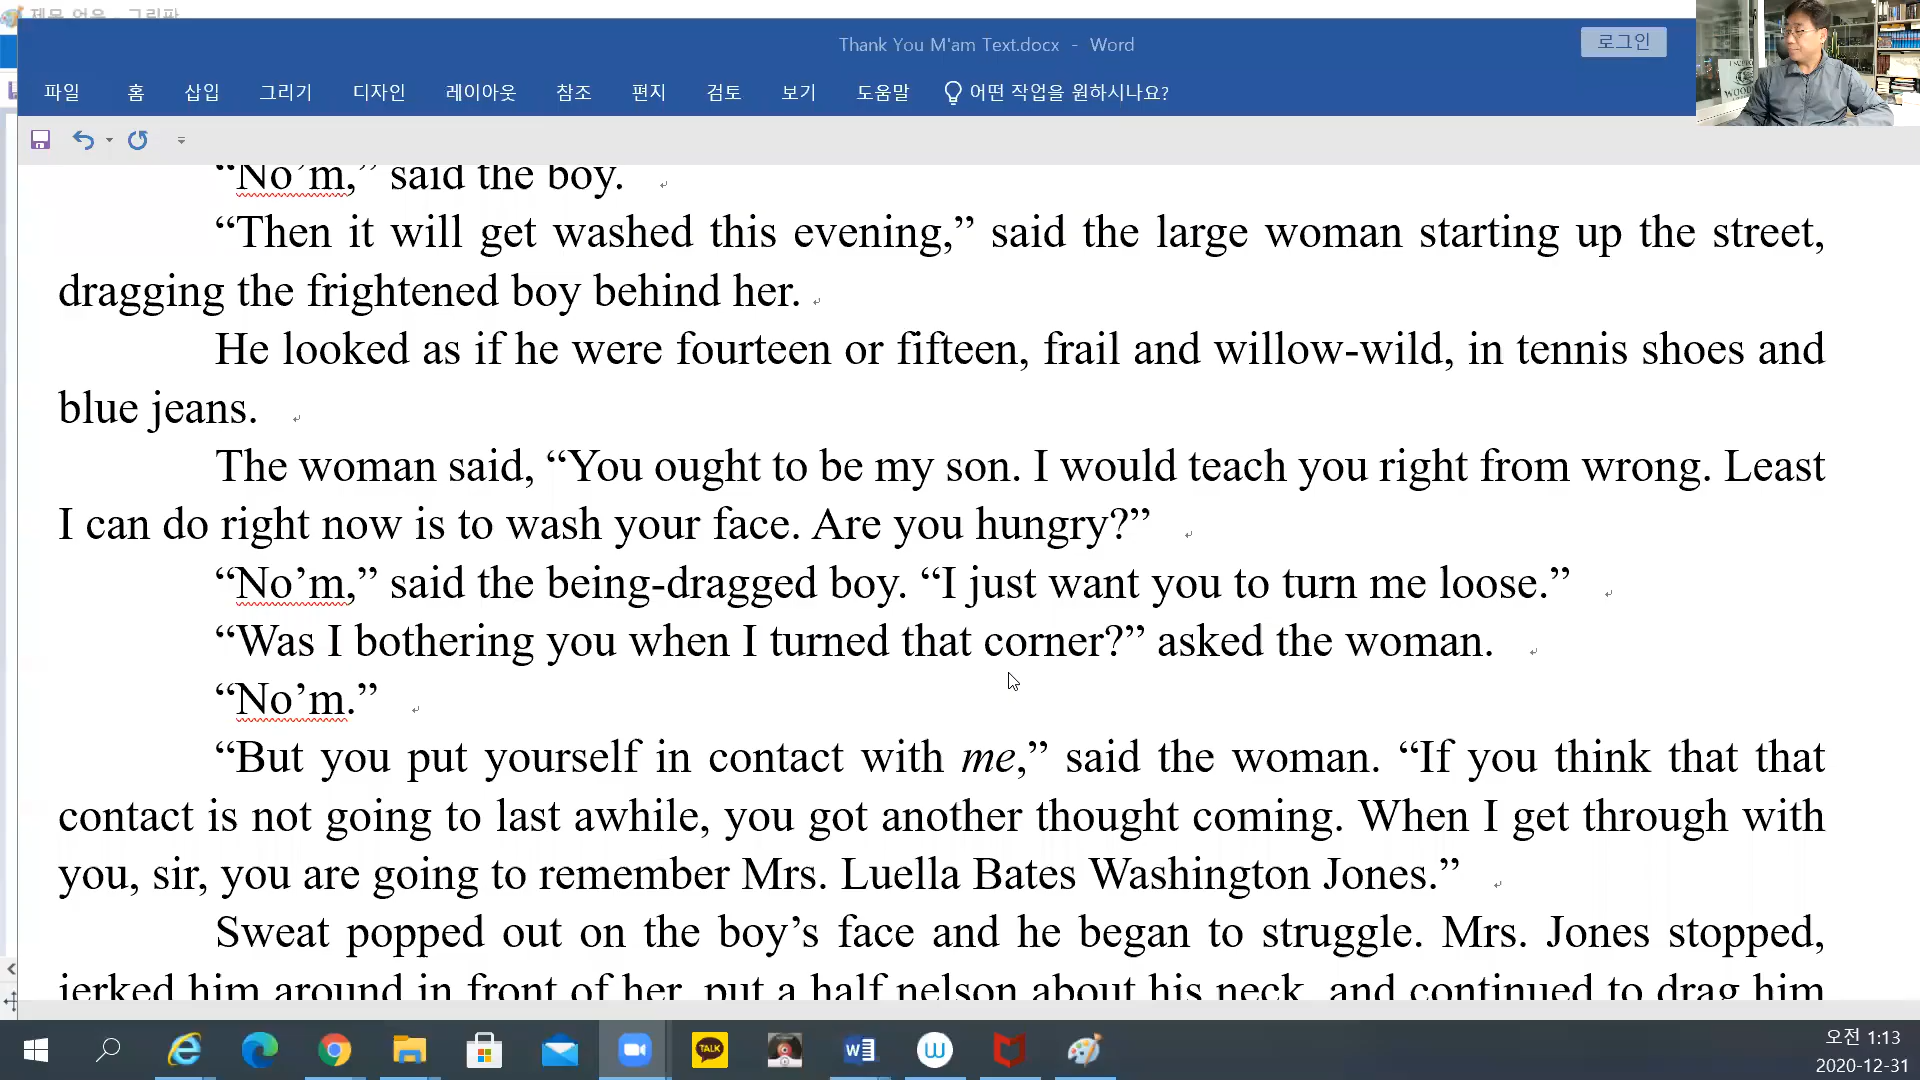 제목 없음 - 그림판
Thank You M'am Text.docx - Word
로그인
파일 홈 삽입 그리기 디자인 레이아웃 참조 편지 검토 보기 도움말 어떤 작업을 원하시나요?
“No’m,” said the boy.
“Then it will get washed this evening,” said the large woman starting up the street,
dragging the frightened boy behind her.
He looked as if he were fourteen or fifteen, frail and willow-wild, in tennis shoes and
blue jeans.
The woman said, “You ought to be my son. I would teach you right from wrong. Least
I can do right now is to wash your face. Are you hungry?”
“No’m,” said the being-dragged boy. “I just want you to turn me loose.”
“Was I bothering you when I turned that corner?” asked the woman.
“No’m.”
“But you put yourself in contact with me,” said the woman. “If you think that that
contact is not going to last awhile, you got another thought coming. When I get through with
you, sir, you are going to remember Mrs. Luella Bates Washington Jones.”
Sweat popped out on the boy’s face and he began to struggle. Mrs. Jones stopped,
jerked him around in front of her, put a half nelson about his neck, and continued to drag him
TALK
오전 1:13
2020-12-31